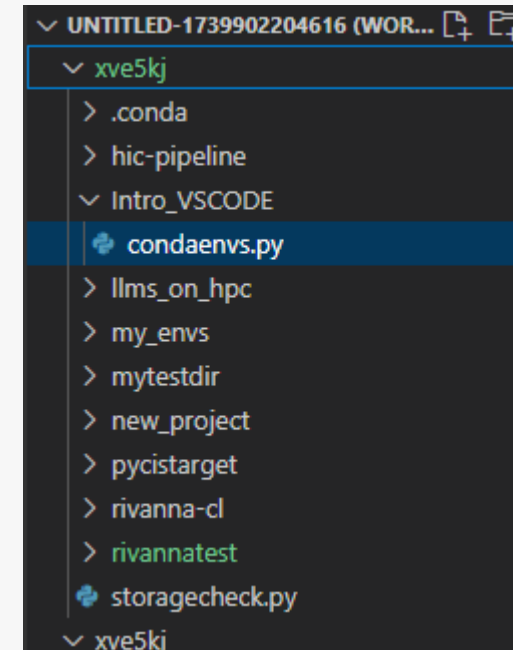 UNTITLED-1739902204616 (WOR...
xve5kj
.conda
hic-pipeline
Intro_VSCODE
condaenvs.py
llms_on_hpc
my_envs
mytestdir
new_project
pycistarget
rivanna-cl
rivannatest
storagecheck.py
xve5kj